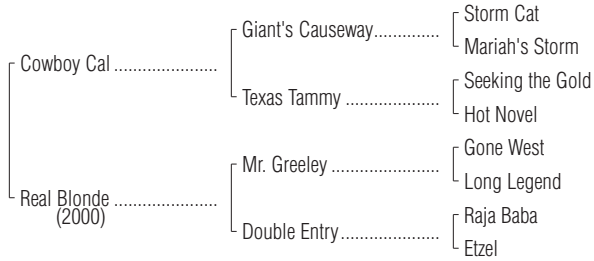 Storm Cat
Giant's Causeway..............
Mariah's Storm
Cowboy Cal ......................
Seeking the Gold
Texas Tammy ....................
Hot Novel
Gone West
Mr. Greeley .......................
Long Legend
Real Blonde ......................
(2000)
Raja Baba
Double Entry.....................
Etzel